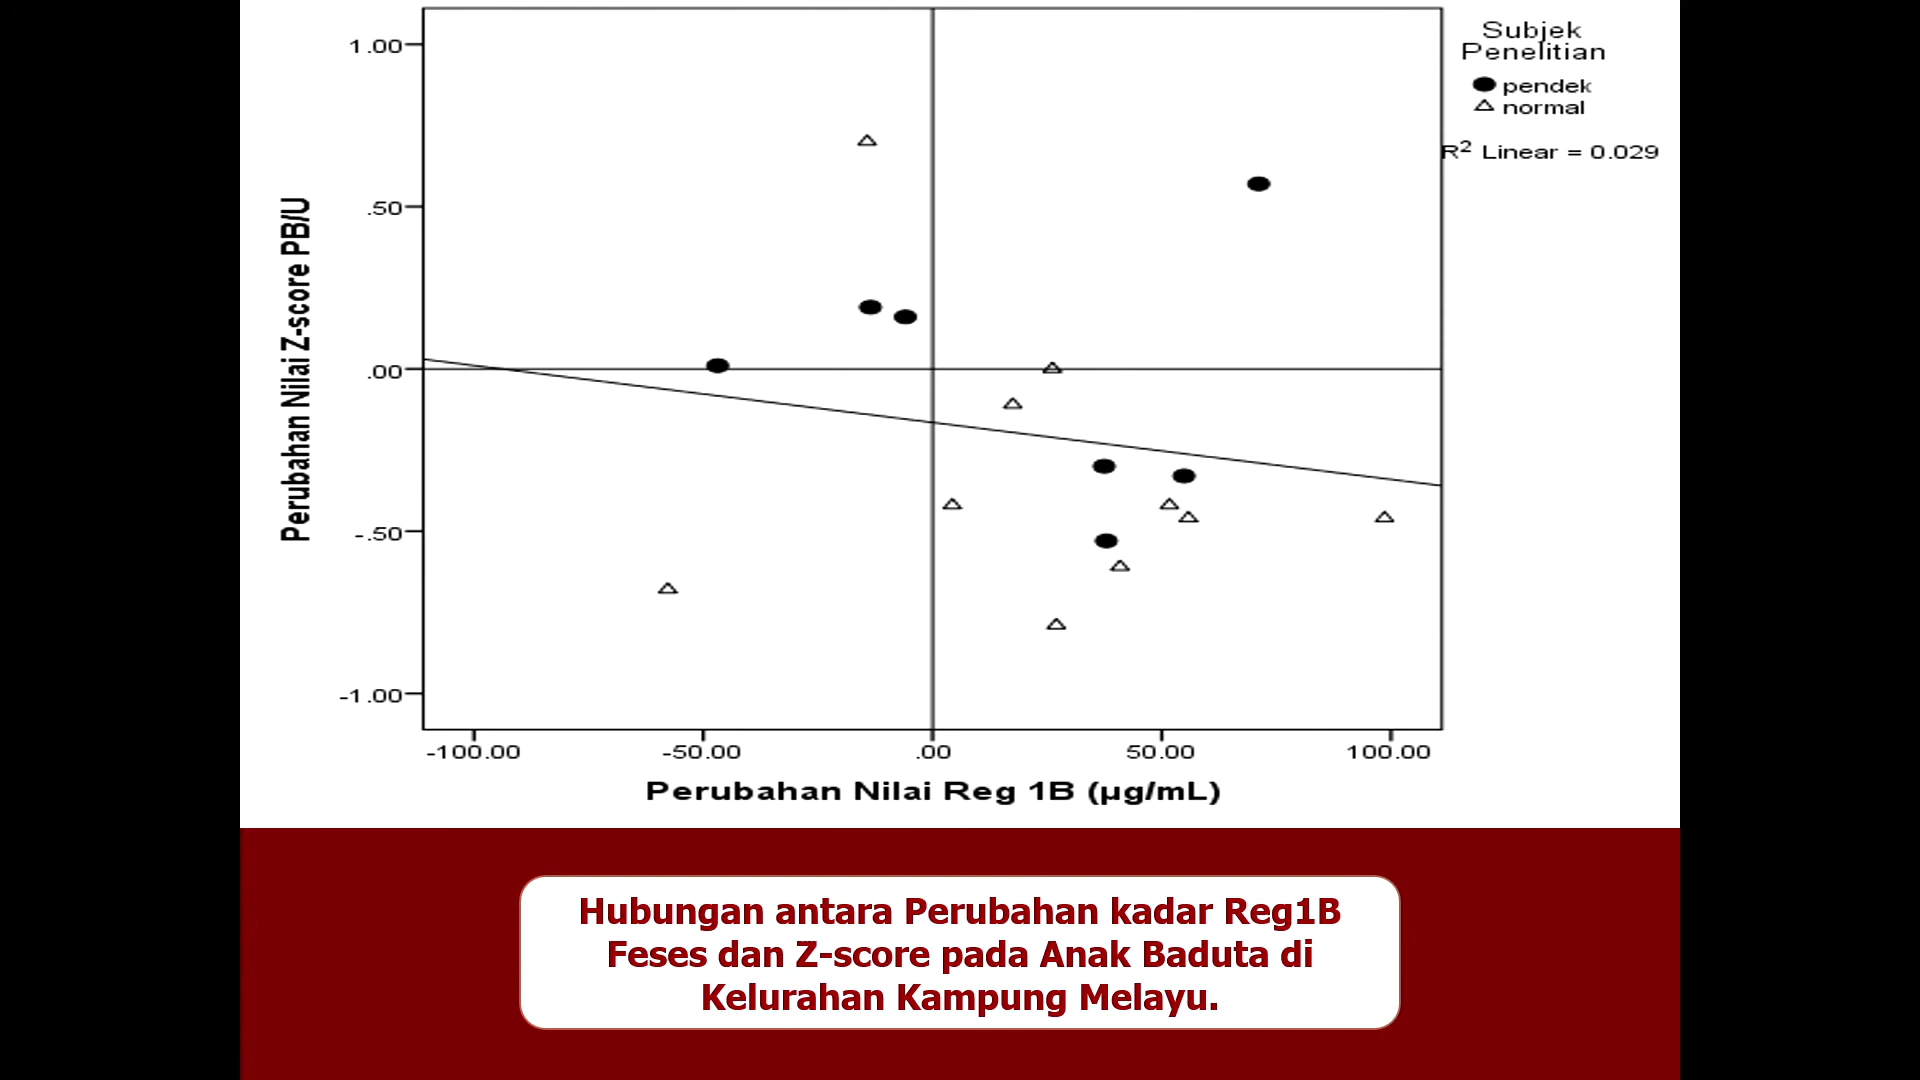 Subjek
Penelitian
pendek
normal
R² Linear = 0.029
Perubahan Nilai Z-score PB/U
1.00
.50
.00
-.50
-1.00
-100.00 -50.00 .00 50.00 100.00
Perubahan Nilai Reg 1B (µg/mL)
Hubungan antara Perubahan kadar Reg1B
Feses dan Z-score pada Anak Baduta di
Kelurahan Kampung Melayu.